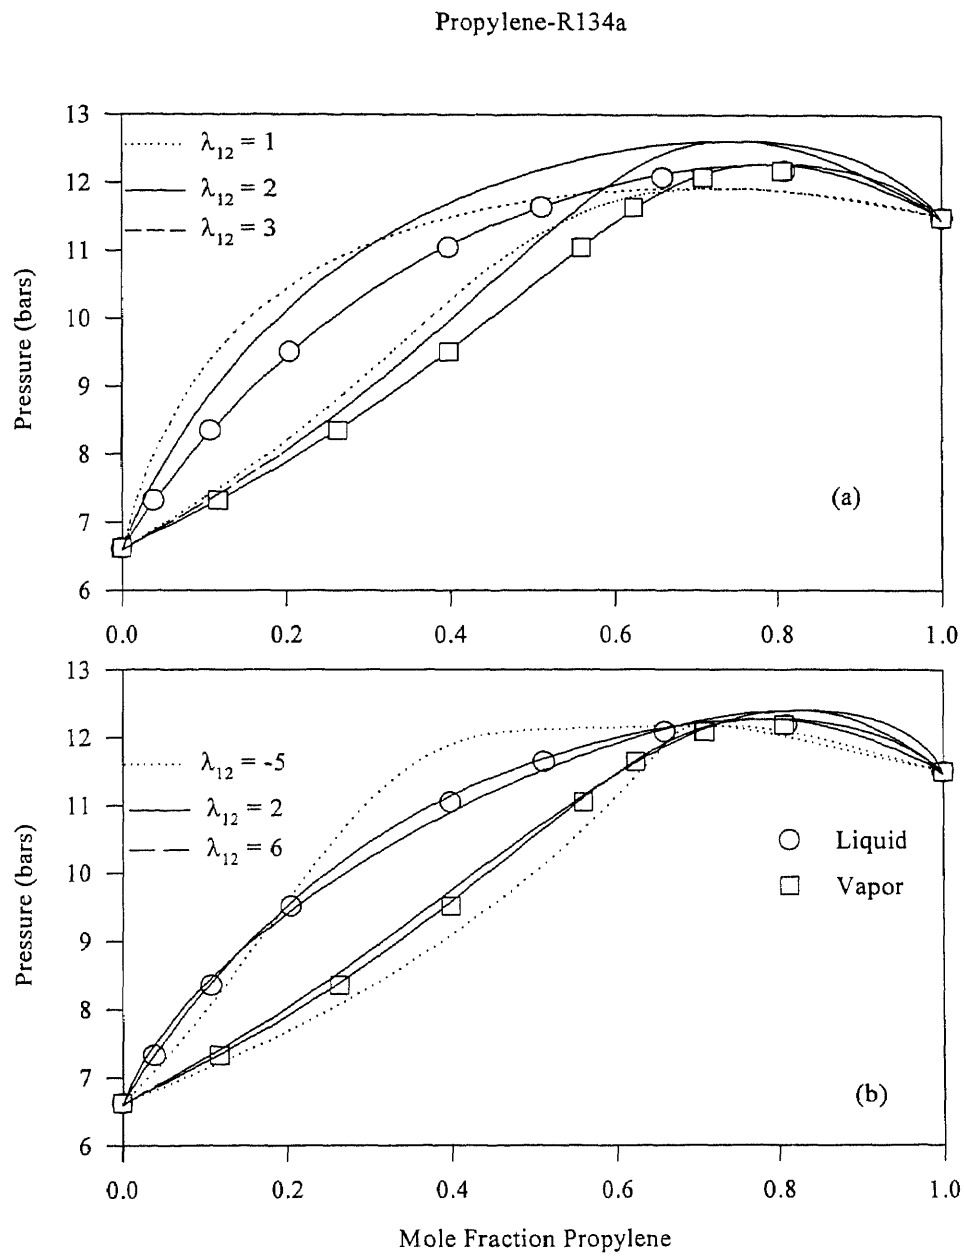 Propylene-R134a
13
12
11
10
9
8
7
6
Pressure (bars)
λ12 = 1
λ12 = 2
λ12 = 3
(a)
0.0 0.2 0.4 0.6 0.8 1.0
13
12
11
10
9
8
7
6
Pressure (bars)
λ12 = -5
λ12 = 2
λ12 = 6
Liquid
Vapor
(b)
0.0 0.2 0.4 0.6 0.8 1.0
Mole Fraction Propylene